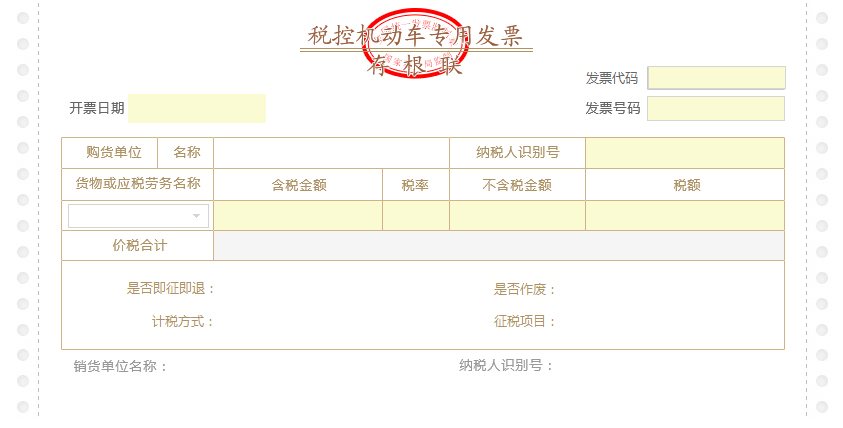 税控机动车专用发票
存根联
发票代码
开票日期 发票号码
购货单位 名称 纳税人识别号
货物或应税劳务名称 含税金额 税率 不含税金额 税额
价税合计
是否即征即退： 是否作废：
计税方式： 征税项目：
销货单位名称： 纳税人识别号：